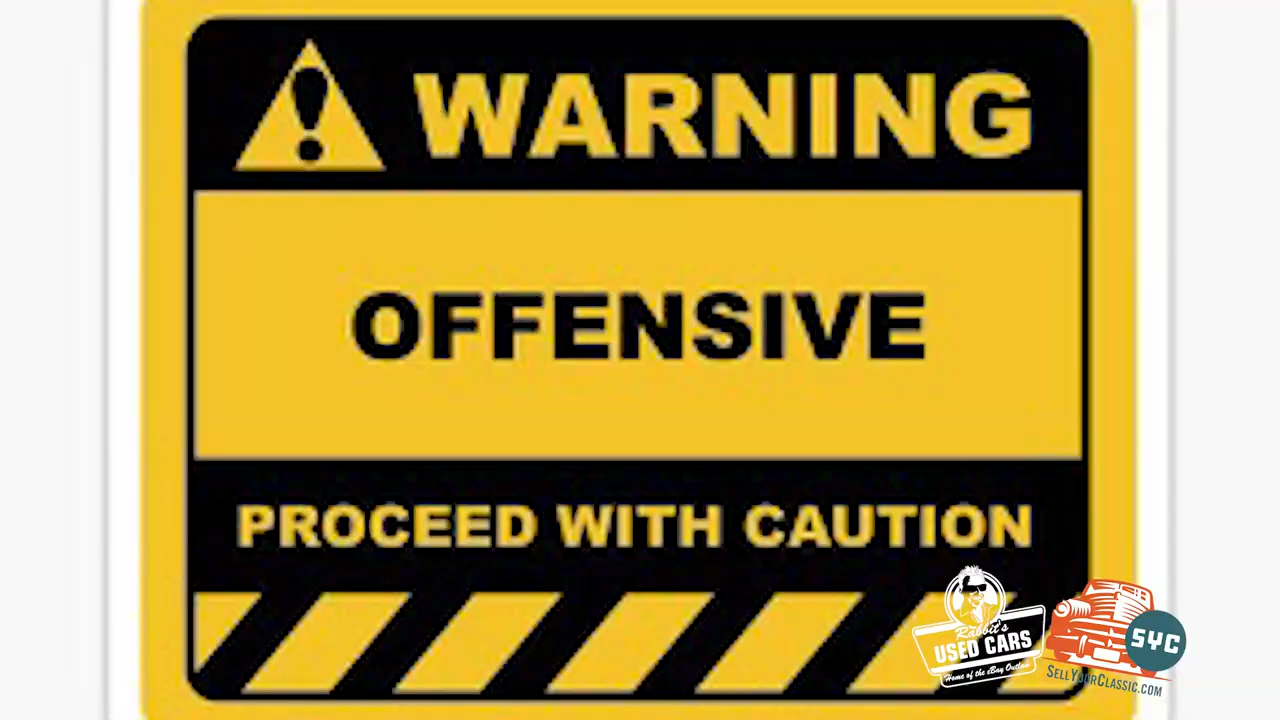 WARNING
OFFENSIVE
PROCEED WITH CAUTION
Rabbit's
USED CARS
Home of the eBay Outlaw
SYC
SELLYOURCLASSIC.COM